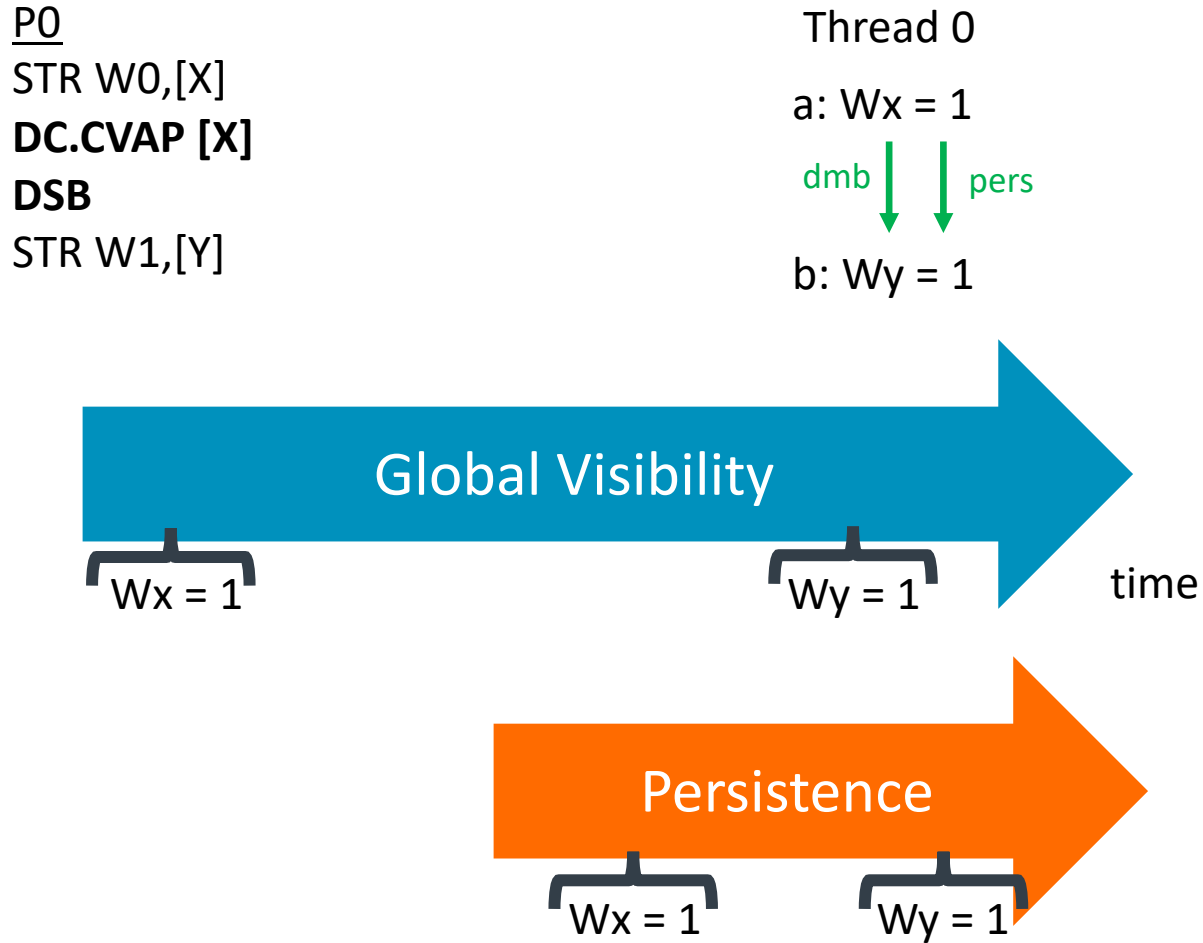 P0
STR W0,[X]
DC.CVAP [X]
DSB
STR W1,[Y]
Thread 0
a: Wx = 1
dmb
pers
b: Wy = 1
Global Visibility
Wx = 1
Wy = 1
time
Persistence
Wx = 1
Wy = 1